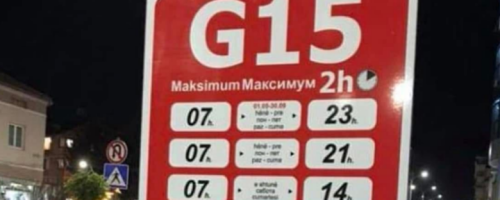 G15
Maksimum Максимум 2h
01.05-30.09
07h. hënë - pre 23h.
пон - пет
paz - cuma
07h. hënë - pre 21h.
пон - пет
paz - cuma
07h. e shtunë 14h.
сабота
cumartesi